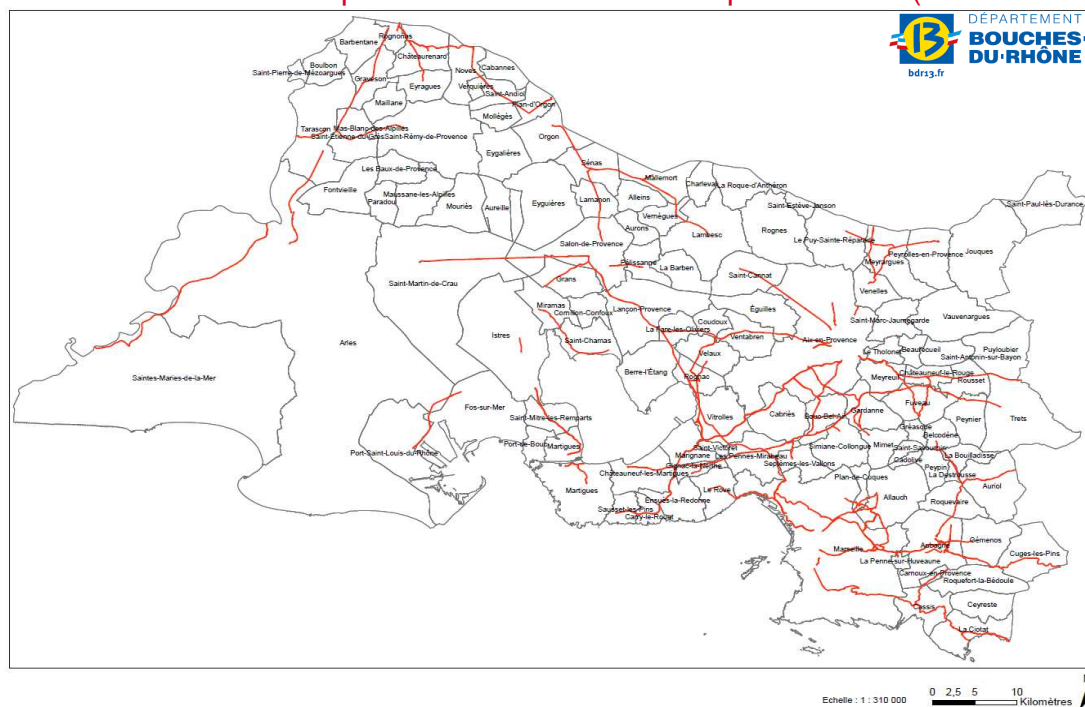 DÉPARTEMENT
BOUCHES-
DU-RHÔNE
13
bdr13.fr
Rognonas
Barbentane
Châteaurenard
Boulbon
Saint-Pierre-de-Mézoargues
Graveson
Noves
Cabannes
Eyragues
Verquières
Saint-Andiol
Maillane
Plan-d'Orgon
Mollégès
Tarascon
Mas-Blanc-des-Alpilles
Saint-Étienne-du-Grès
Saint-Rémy-de-Provence
Orgon
Eygalières
Sénas
Les Baux-de-Provence
Mallemort
Charleval
La Roque-d'Anthéron
Fontvieille
Maussane-les-Alpilles
Paradou
Mouriès
Aureille
Eyguières
Lamanon
Alleins
Vernègues
Saint-Estève-Janson
Saint-Paul-lès-Durance
Aurons
Lambesc
Rognes
Le Puy-Sainte-Réparade
Salon-de-Provence
Pélissanne
La Barben
Saint-Cannat
Meyrargues
Peyrolles-en-Provence
Jouques
Saint-Martin-de-Crau
Grans
Venelles
Miramas
Cornillon-Confoux
Lançon-Provence
Éguilles
Coudoux
Saint-Marc-Jaumegarde
Vauvenargues
La Fare-les-Oliviers
Ventabren
Aix-en-Provence
Arles
Istres
Saint-Chamas
Velaux
Le Tholonet
Beaurecueil
Puyloubier
Saint-Antonin-sur-Bayon
Berre-l'Étang
Rognac
Meyreuil
Châteauneuf-le-Rouge
Rousset
Saintes-Maries-de-la-Mer
Fos-sur-Mer
Saint-Mitre-les-Remparts
Vitrolles
Cabriès
Bouc-Bel-Air
Gardanne
Fuveau
Peynier
Trets
Gréasque
Belcodène
Port-de-Bouc
Martigues
Saint-Victoret
Marignane
Les Pennes-Mirabeau
Simiane-Collongue
Mimet
Saint-Savournin
La Bouilladisse
Port-Saint-Louis-du-Rhône
Gignac-la-Nerthe
Septèmes-les-Vallons
Cadolive
Peypin
La Destrousse
Châteauneuf-les-Martigues
Plan-de-Cuques
Auriol
Martigues
Le Rove
Ensuès-la-Redonne
Allauch
Roquevaire
Sausset-les-Pins
Carry-le-Rouet
Marseille
Aubagne
Gémenos
Cuges-les-Pins
La Penne-sur-Huveaune
Carnoux-en-Provence
Roquefort-la-Bédoule
Cassis
Ceyreste
La Ciotat
Echelle : 1 : 310 000
0 2,5 5 10
Kilomètres